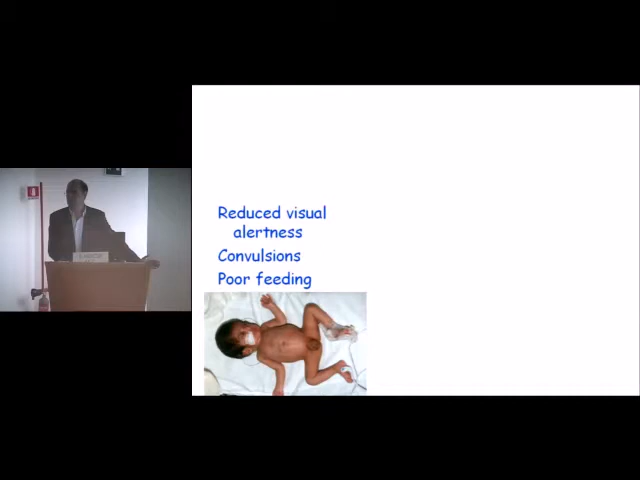 Reduced visual
alertness
Convulsions
Poor feeding